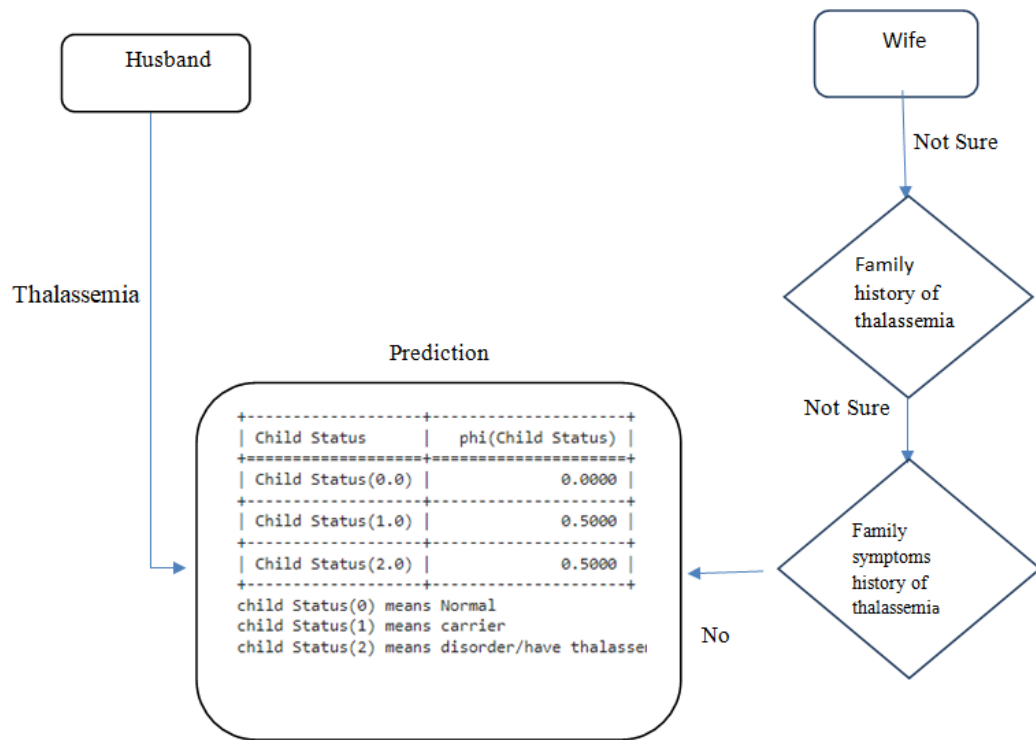 Husband
Wife
Not Sure
Thalassemia
Family
history of
thalassemia
Not Sure
Prediction
+-------------------+---------------------+
| Child Status      |   phi(Child Status) |
+===================+=====================+
| Child Status(0.0) |              0.0000 |
+-------------------+---------------------+
| Child Status(1.0) |              0.5000 |
+-------------------+---------------------+
| Child Status(2.0) |              0.5000 |
+-------------------+---------------------+
child Status(0) means Normal
child Status(1) means carrier
child Status(2) means disorder/have thalasse
Family
symptoms
history of
thalassemia
No